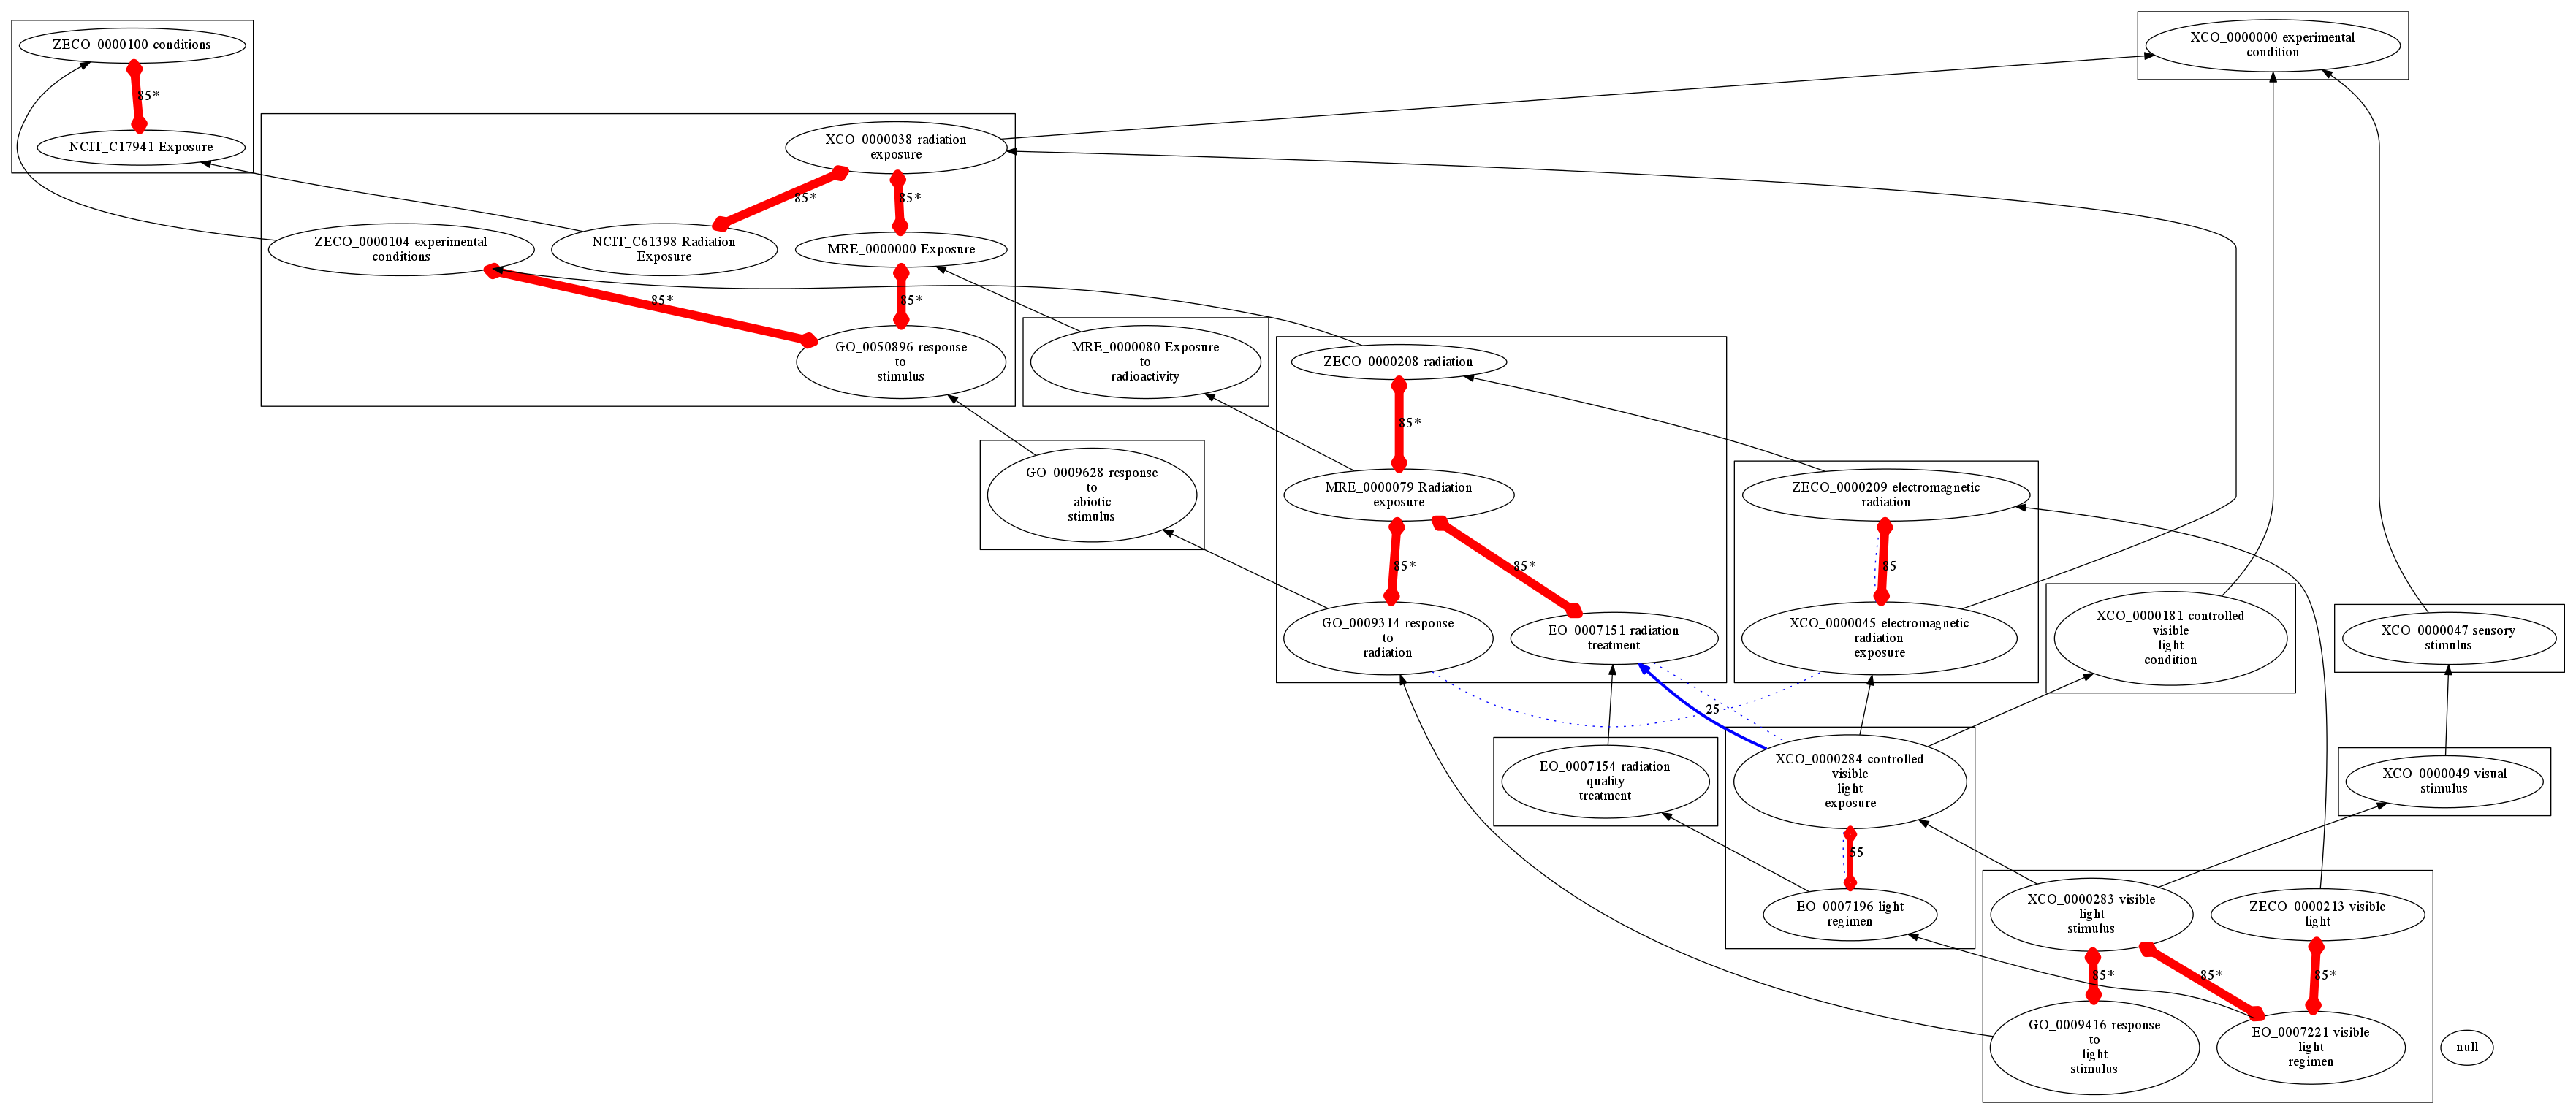 ZECO_0000100 conditions
85*
NCIT_C17941 Exposure
XCO_0000000 experimental
condition
XCO_0000038 radiation
exposure
85*
85*
ZECO_0000104 experimental
conditions
NCIT_C61398 Radiation
Exposure
MRE_0000000 Exposure
85*
85*
GO_0050896 response
to
stimulus
MRE_0000080 Exposure
to
radioactivity
ZECO_0000208 radiation
85*
GO_0009628 response
to
abiotic
stimulus
MRE_0000079 Radiation
exposure
ZECO_0000209 electromagnetic
radiation
85*
85*
85
GO_0009314 response
to
radiation
EO_0007151 radiation
treatment
XCO_0000045 electromagnetic
radiation
exposure
XCO_0000181 controlled
visible
light
condition
XCO_0000047 sensory
stimulus
25
EO_0007154 radiation
quality
treatment
XCO_0000284 controlled
visible
light
exposure
XCO_0000049 visual
stimulus
55
EO_0007196 light
regimen
XCO_0000283 visible
light
stimulus
ZECO_0000213 visible
light
85*
85*
85*
GO_0009416 response
to
light
stimulus
EO_0007221 visible
light
regimen
null